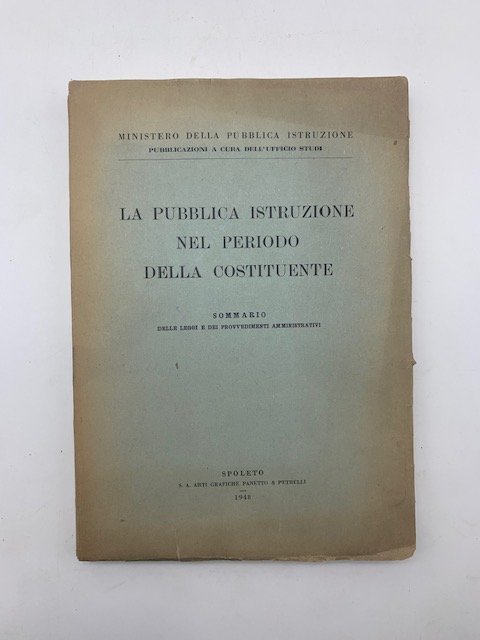 MINISTERO DELLA PUBBLICA ISTRUZIONE
PUBBLICAZIONI A CURA DELL'UFFICIO STUDI
LA PUBBLICA ISTRUZIONE
NEL PERIODO
DELLA COSTITUENTE
SOMMARIO
DELLE LEGGI E DEI PROVVEDIMENTI AMMINISTRATIVI
SPOLETO
S. A. ARTI GRAFICHE PANETTO & PETRELLI
1948